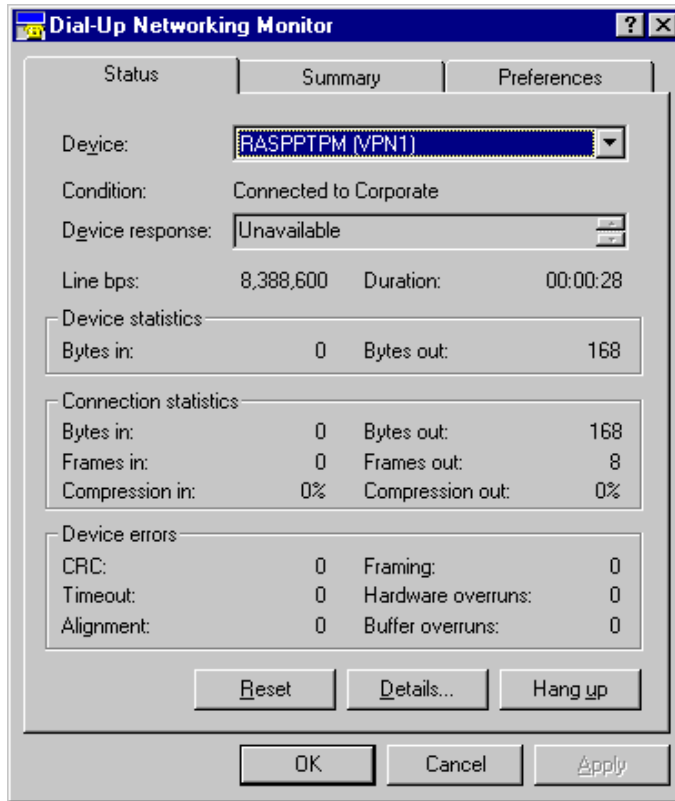 Dial-Up Networking Monitor
Status Summary Preferences
Device: RASPPTPM (VPN1)
Condition: Connected to Corporate
Device response: Unavailable
Line bps: 8,388,600 Duration: 00:00:28
Device statistics
Bytes in: 0 Bytes out: 168
Connection statistics
Bytes in: 0 Bytes out: 168
Frames in: 0 Frames out: 8
Compression in: 0% Compression out: 0%
Device errors
CRC: 0 Framing: 0
Timeout: 0 Hardware overruns: 0
Alignment: 0 Buffer overruns: 0
Reset Details... Hang up
OK Cancel Apply